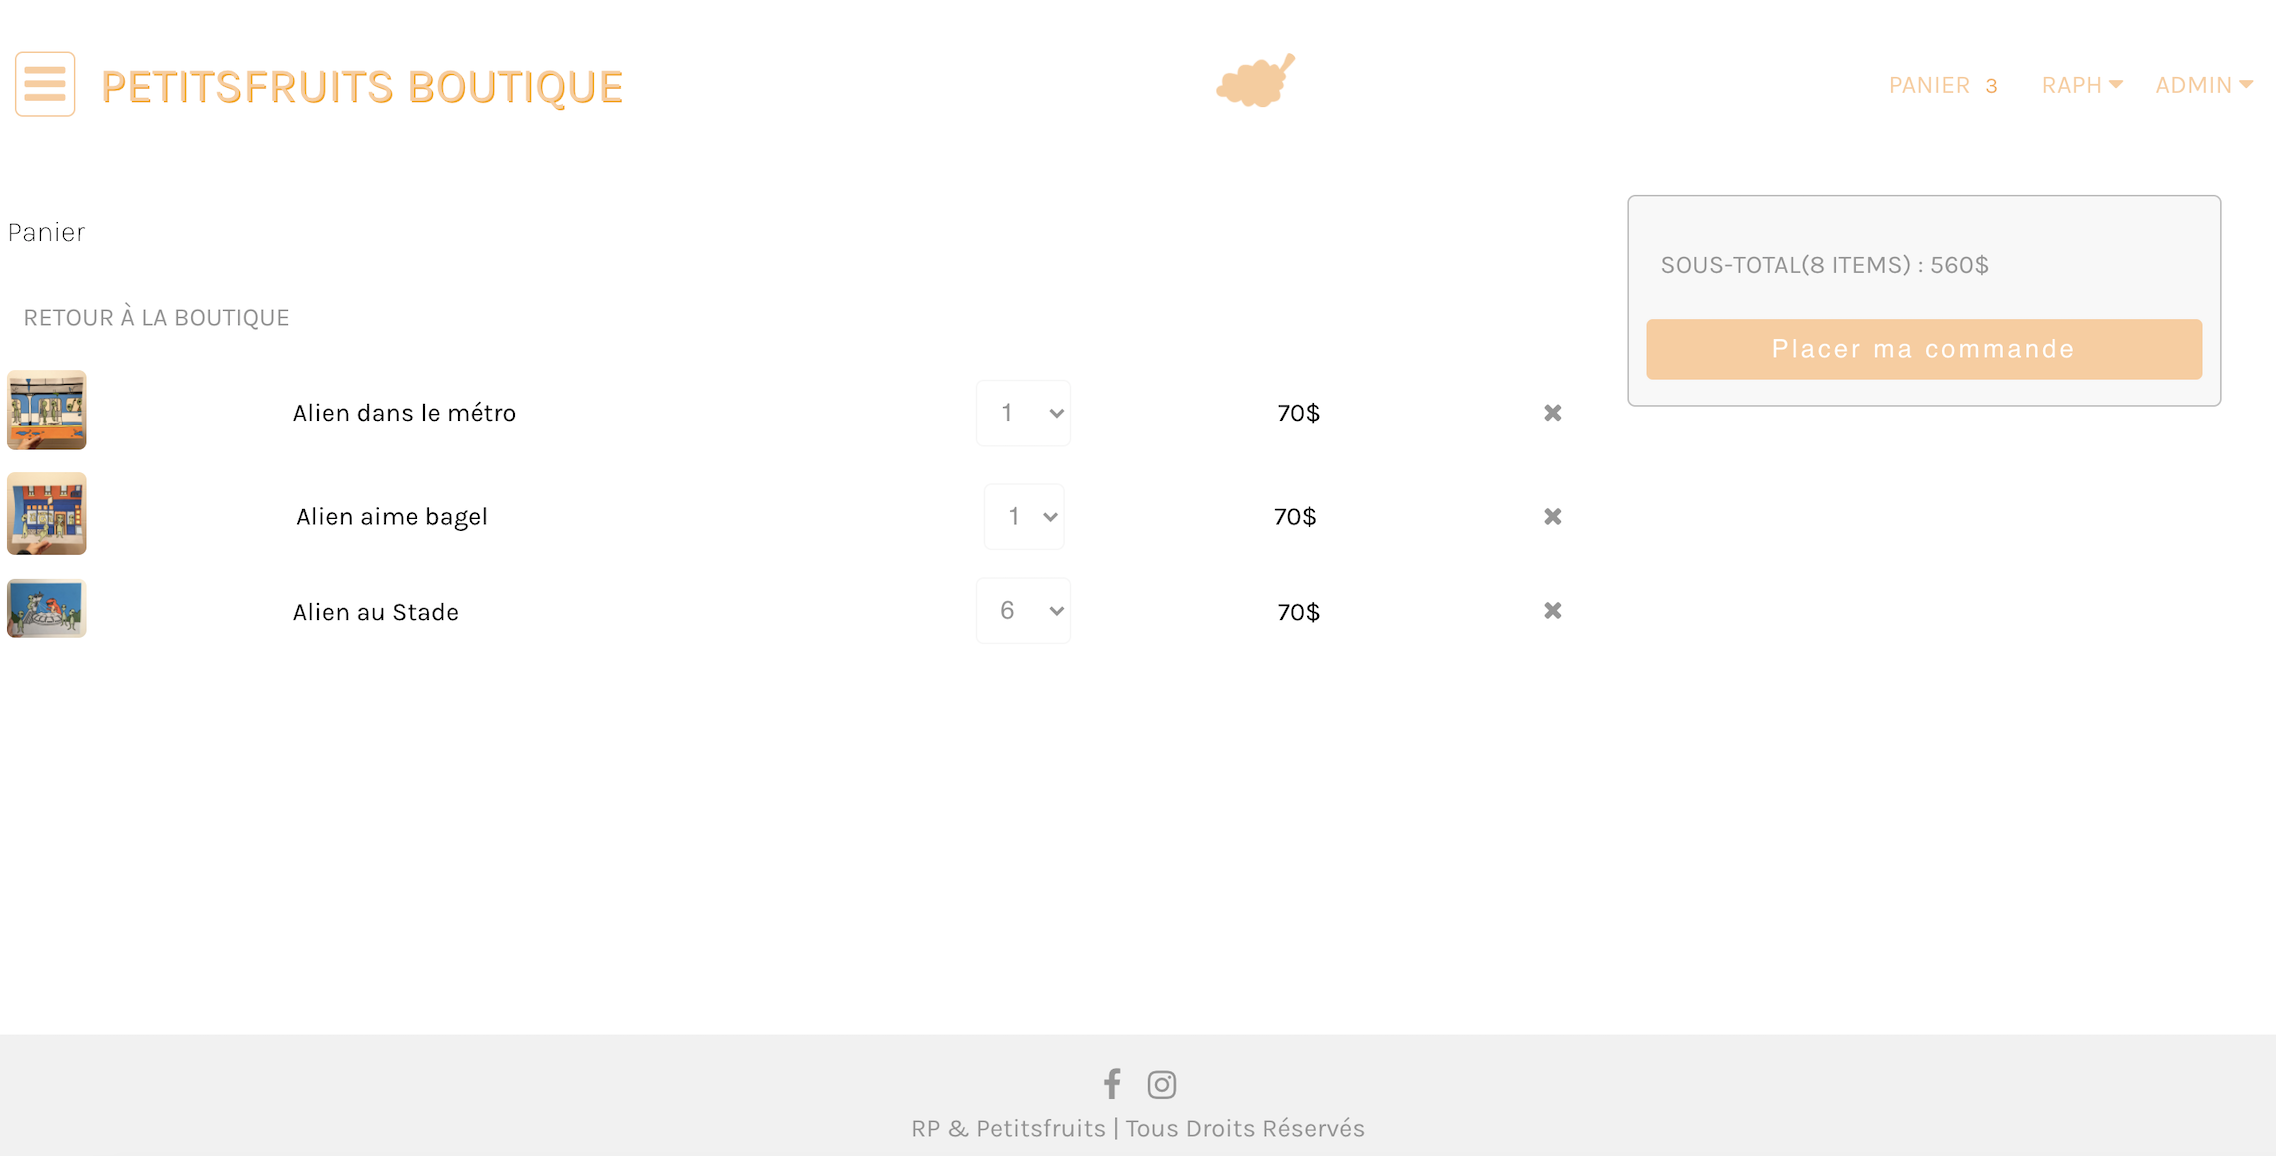 PETITSFRUITS BOUTIQUE
PANIER 3 RAPH ADMIN
Panier
RETOUR À LA BOUTIQUE
Alien dans le métro 1 70$
Alien aime bagel 1 70$
Alien au Stade 6 70$
SOUS-TOTAL(8 ITEMS) : 560$
Placer ma commande
RP & Petitsfruits | Tous Droits Réservés